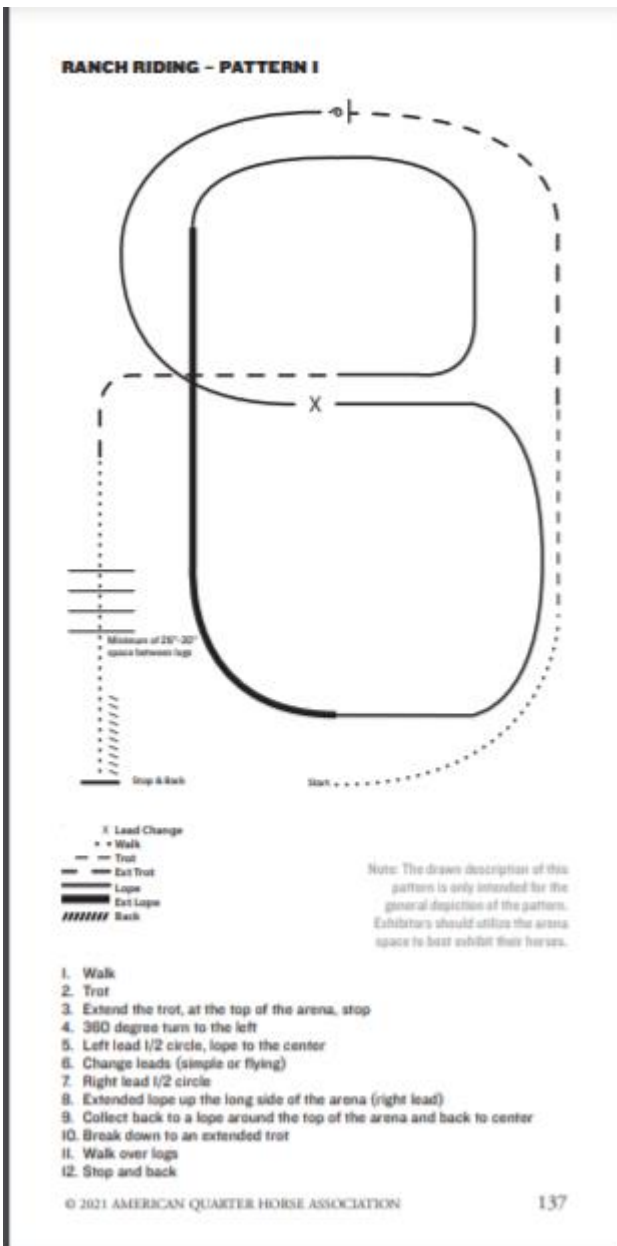 RANCH RIDING – PATTERN I
X
Minimum of 26"-30"
space between logs
Stop & Back
Start
X Lead Change
Walk
Trot
Ext Trot
Lope
Ext Lope
Back
Note: The drawn description of this
pattern is only intended for the
general depiction of the pattern.
Exhibitors should utilize the arena
space to best exhibit their horses.
1. Walk
2. Trot
3. Extend the trot, at the top of the arena, stop
4. 360 degree turn to the left
5. Left lead 1/2 circle, lope to the center
6. Change leads (simple or flying)
7. Right lead 1/2 circle
8. Extended lope up the long side of the arena (right lead)
9. Collect back to a lope around the top of the arena and back to center
10. Break down to an extended trot
11. Walk over logs
12. Stop and back
© 2021 AMERICAN QUARTER HORSE ASSOCIATION
137